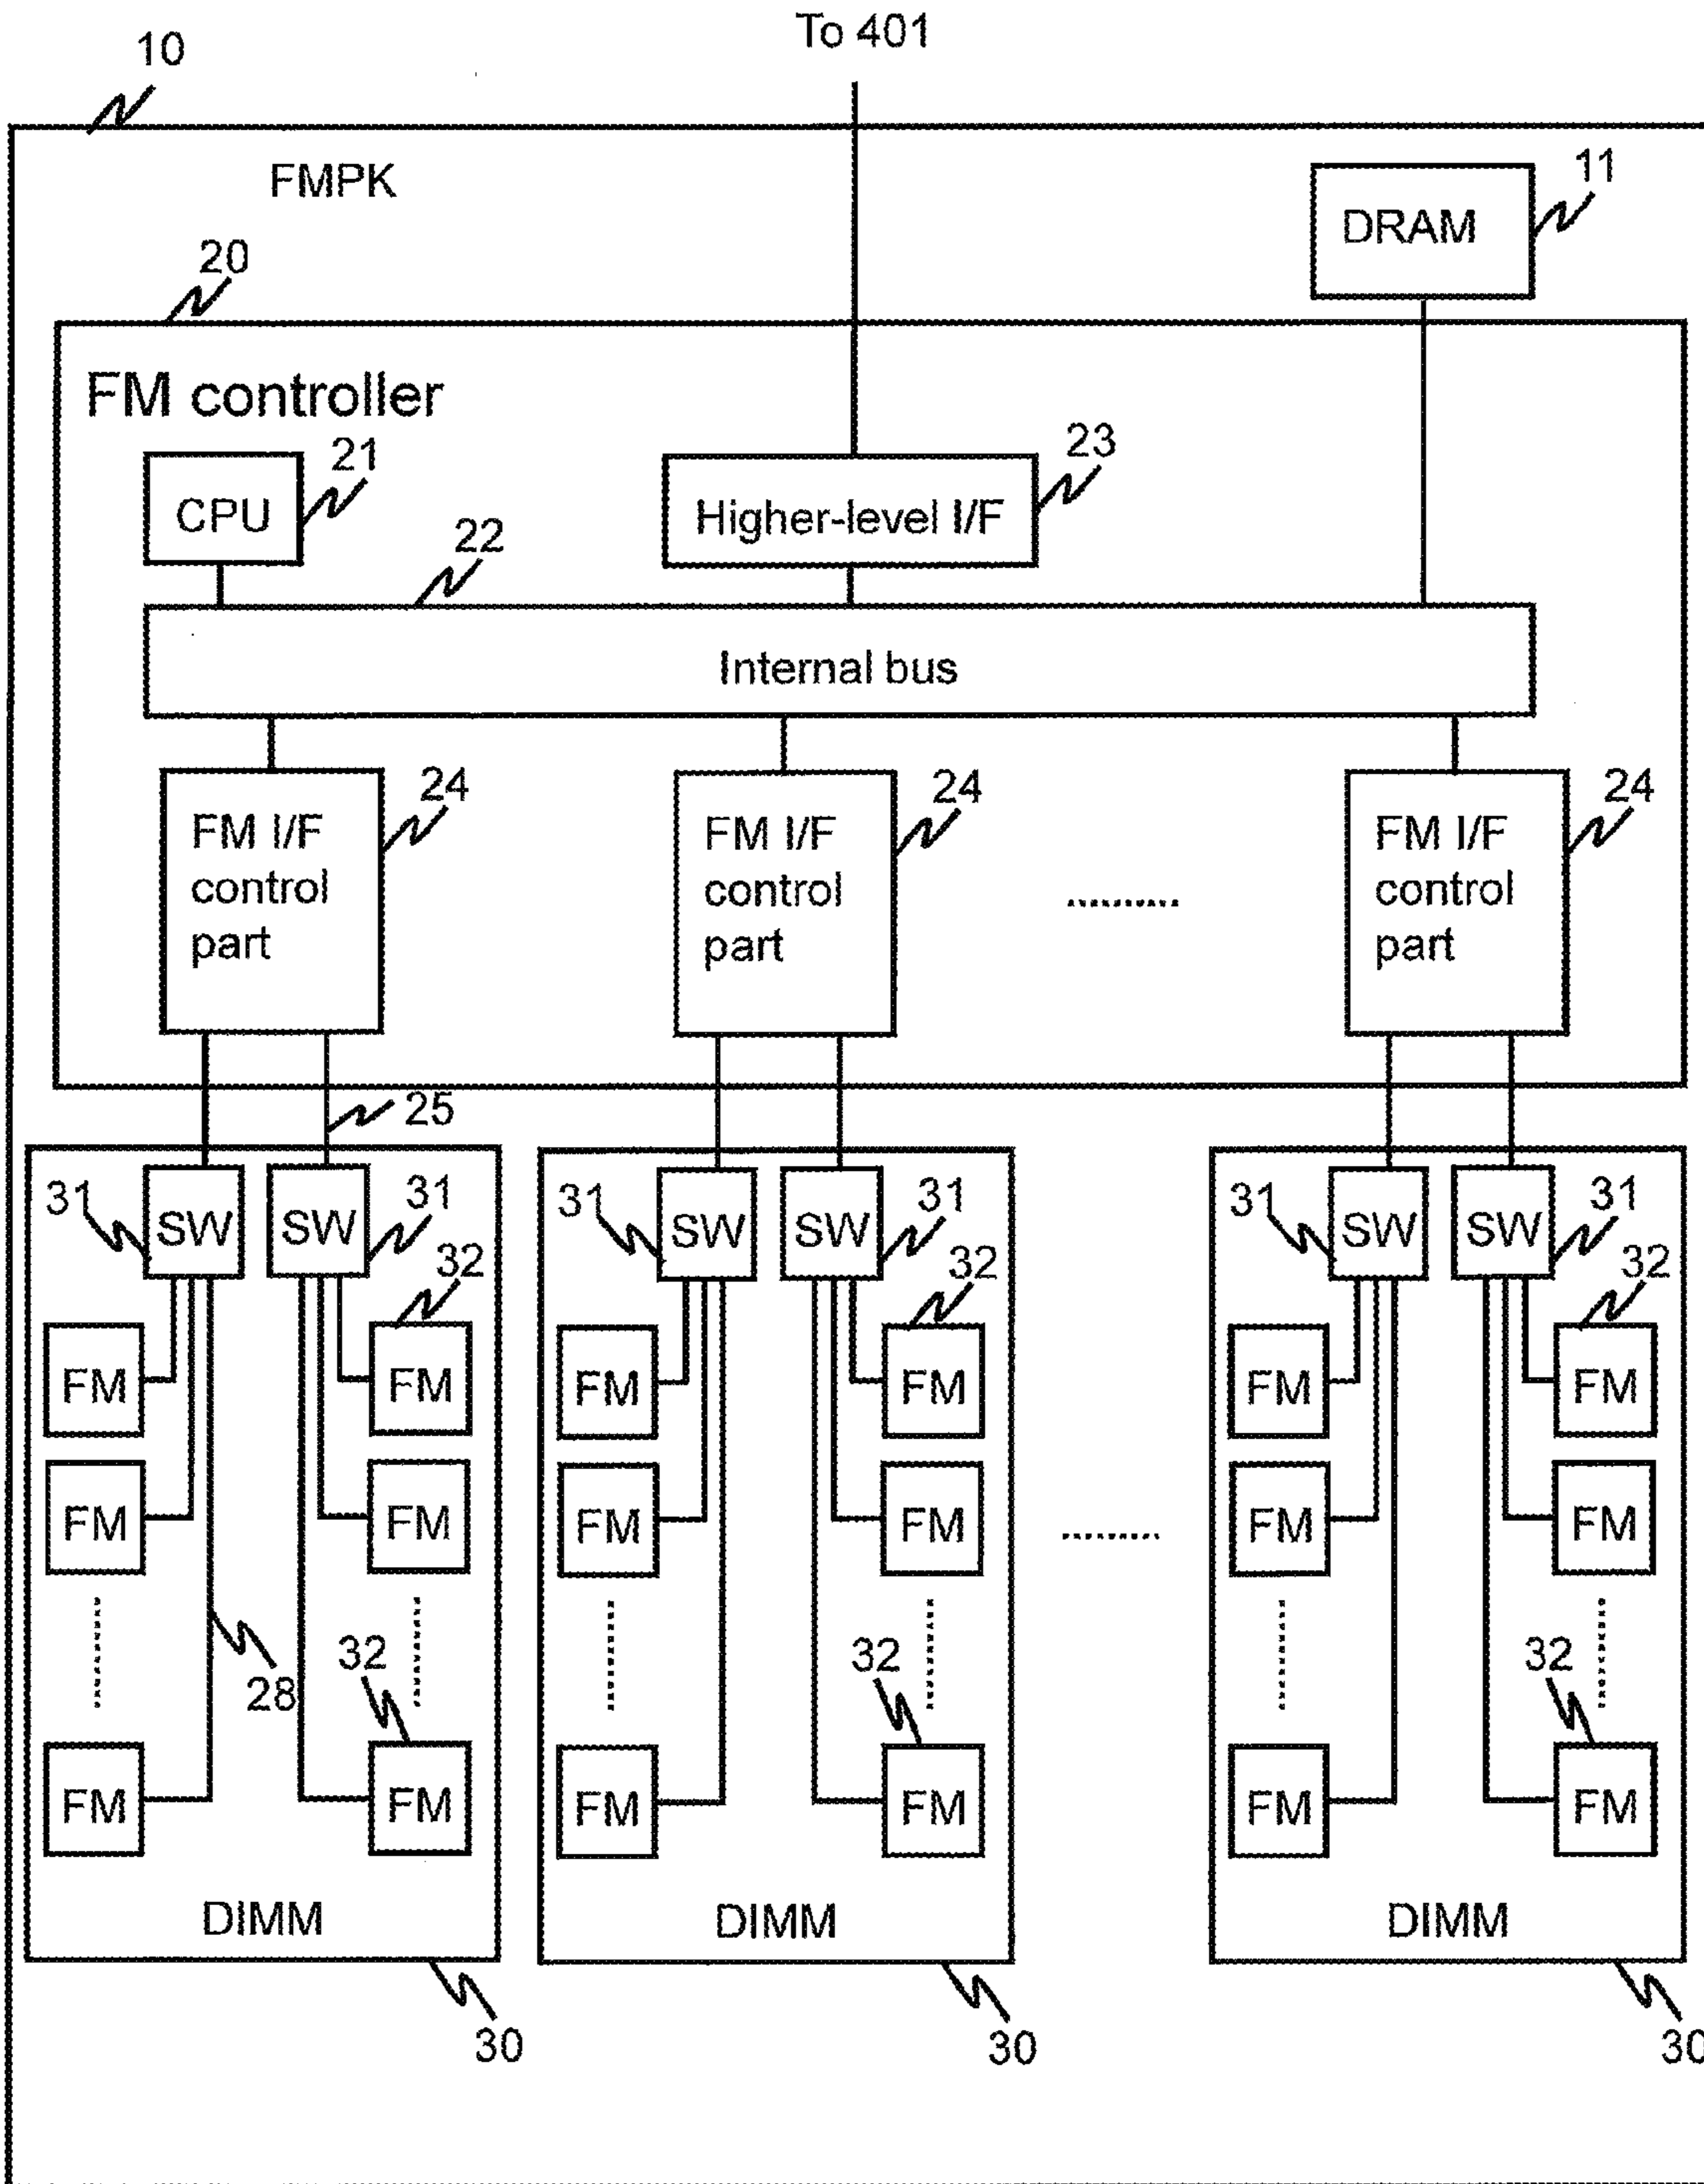 To 401
10
FMPK
11
DRAM
20
FM controller
21
CPU
23
Higher-level I/F
22
Internal bus
24
FM I/F
control
part
24
FM I/F
control
part
24
FM I/F
control
part
25
31
SW
SW
31
32
FM
FM
FM
FM
28
32
FM
FM
DIMM
30
31
SW
SW
31
32
FM
FM
FM
FM
32
FM
FM
DIMM
30
31
SW
SW
31
32
FM
FM
FM
FM
32
FM
FM
DIMM
30